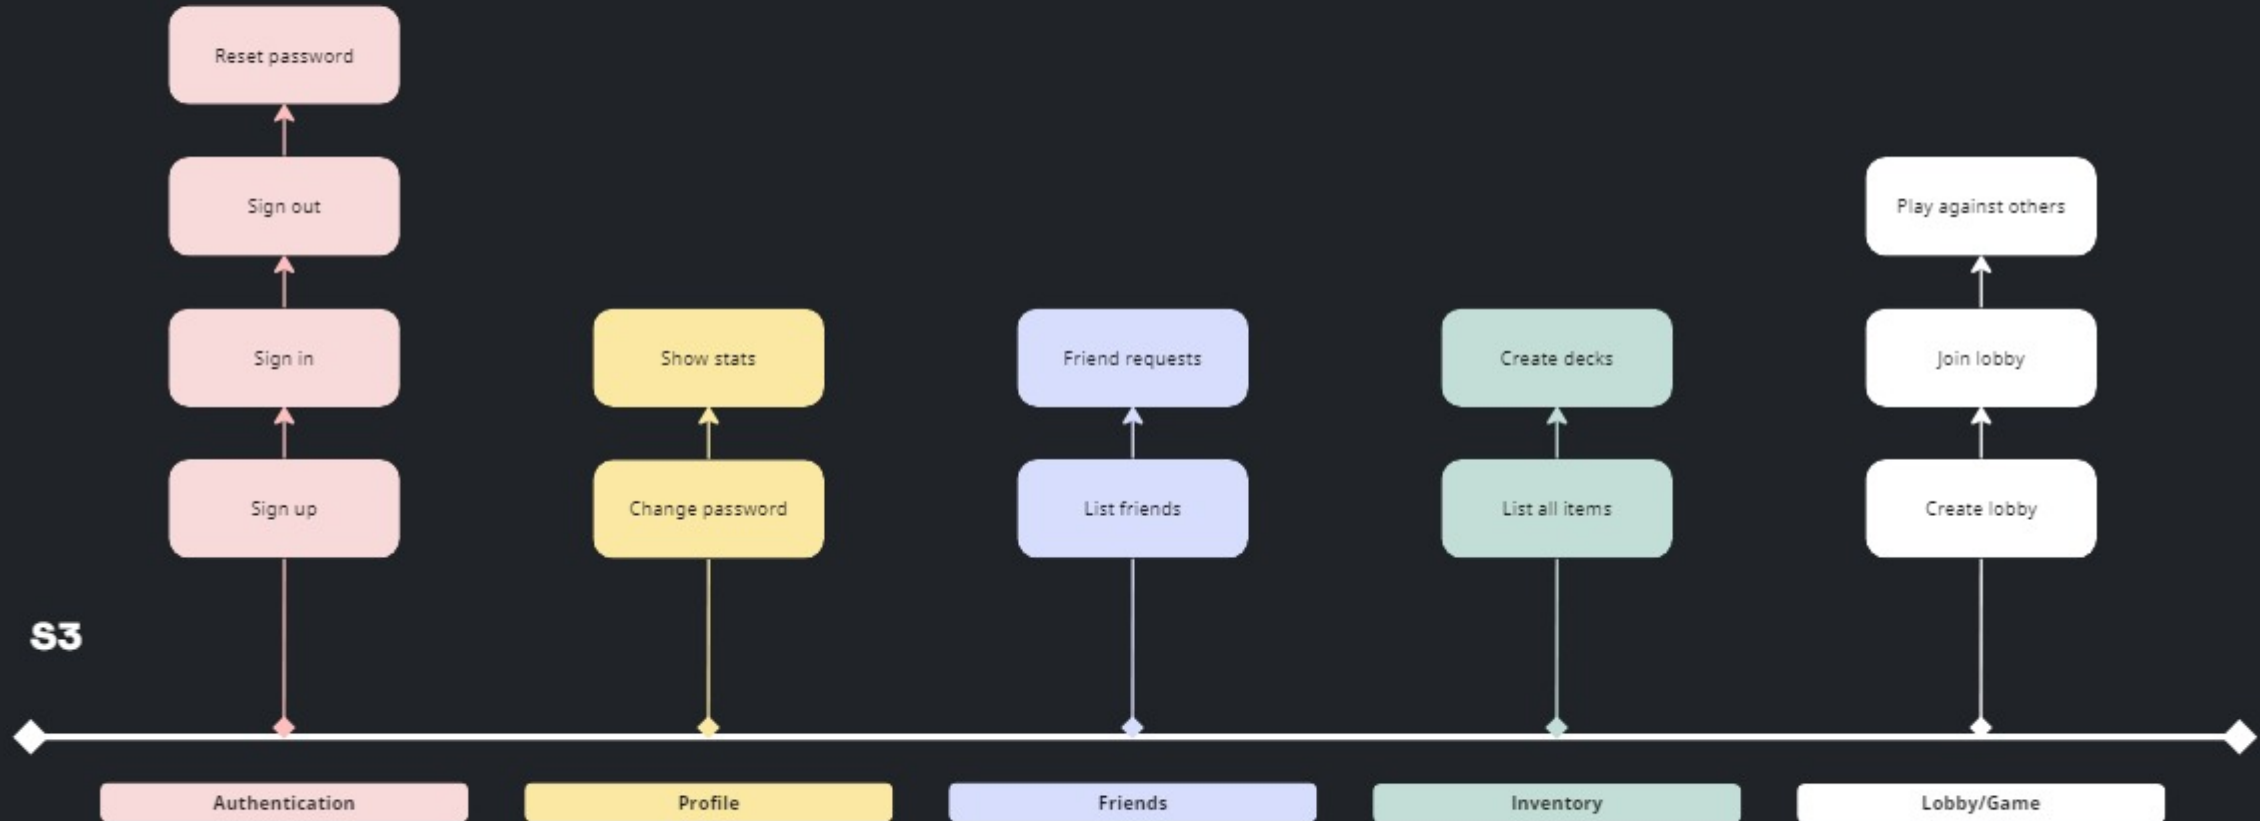 Reset password
Sign out
Play against others
Sign in
Show stats
Friend requests
Create decks
Join lobby
Sign up
Change password
List friends
List all items
Create lobby
S3
Authentication
Profile
Friends
Inventory
Lobby/Game